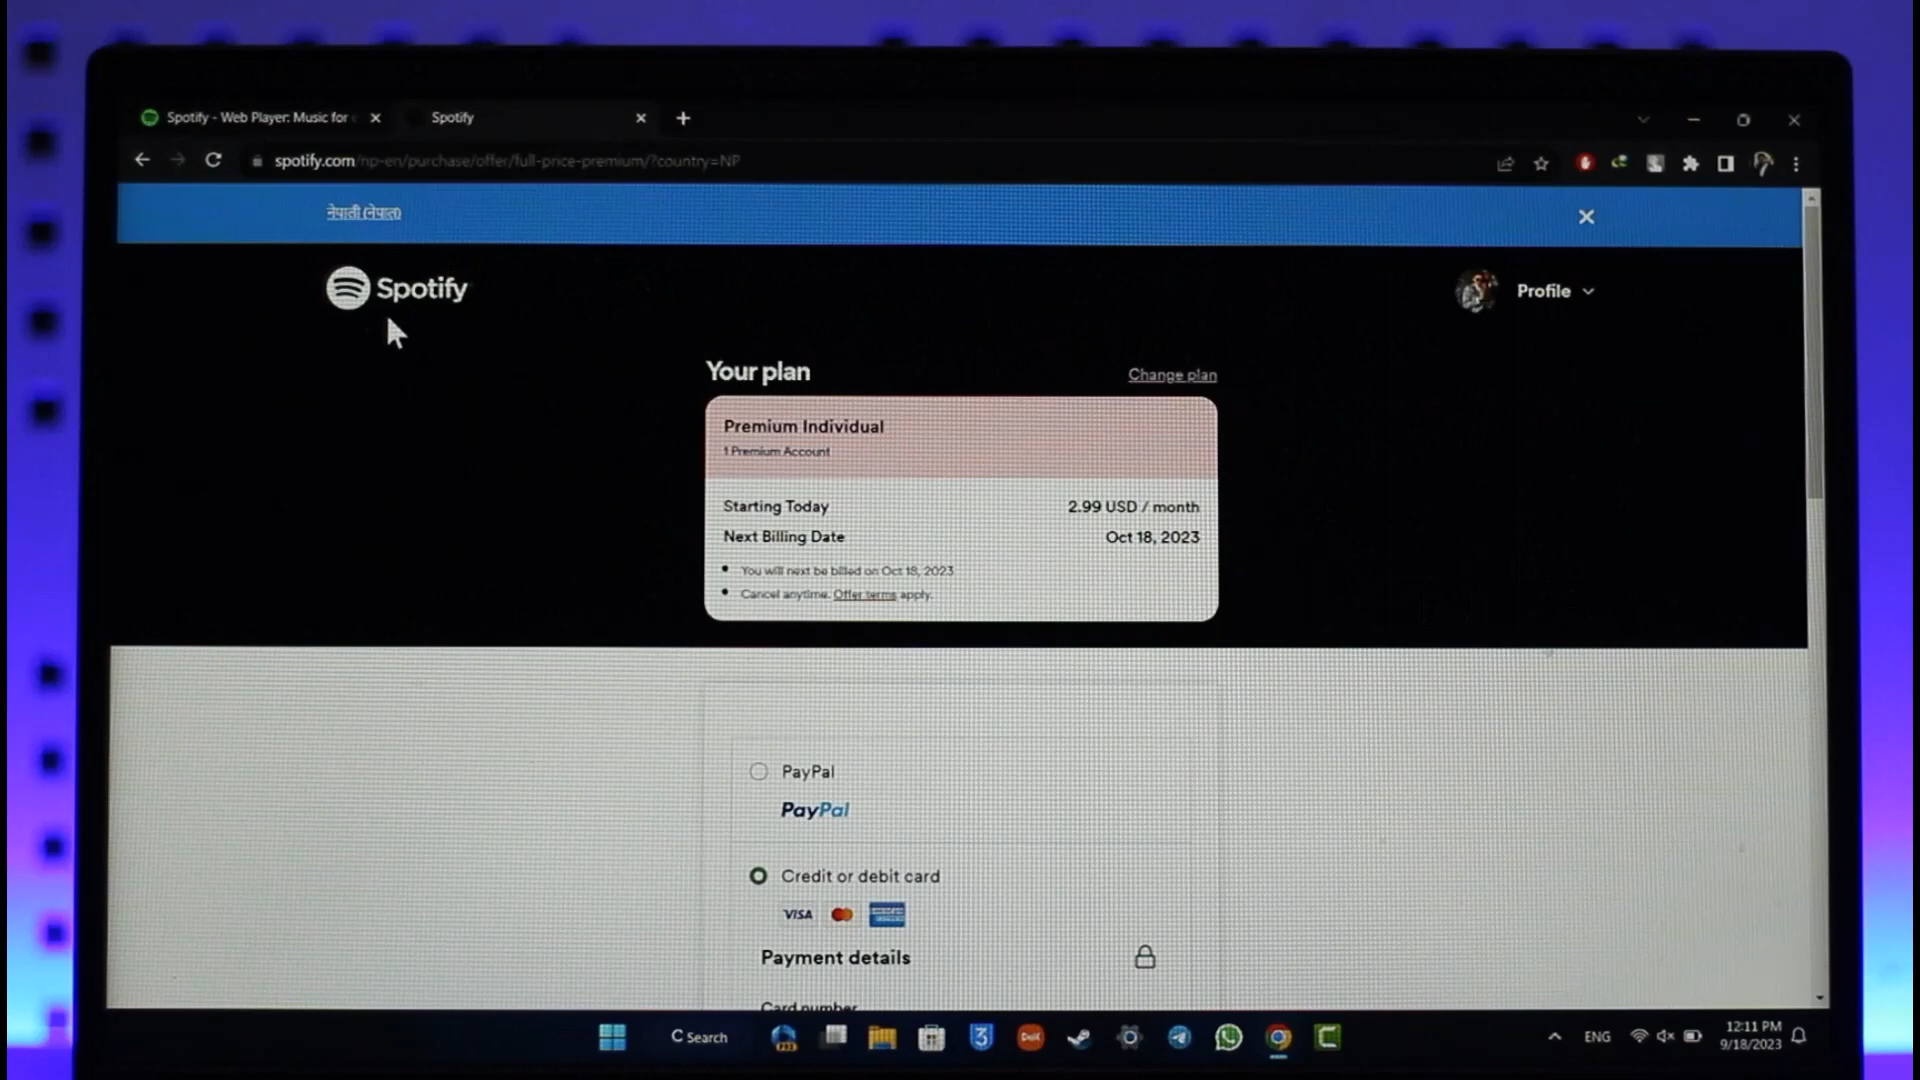 Spotify - Web Player: Music for
Spotify
spotify.com/np-en/purchase/offer/full-price-premium/?country=NP
नेपाली (नेपाल)
Spotify
Profile
Your plan
Change plan
Premium Individual
1 Premium Account
Starting Today
2.99 USD / month
Next Billing Date
Oct 18, 2023
You will next be billed on Oct 18, 2023
Cancel anytime. Offer terms apply.
PayPal
PayPal
Credit or debit card
VISA
Payment details
Card number
Search
ENG
12:11 PM
9/18/2023